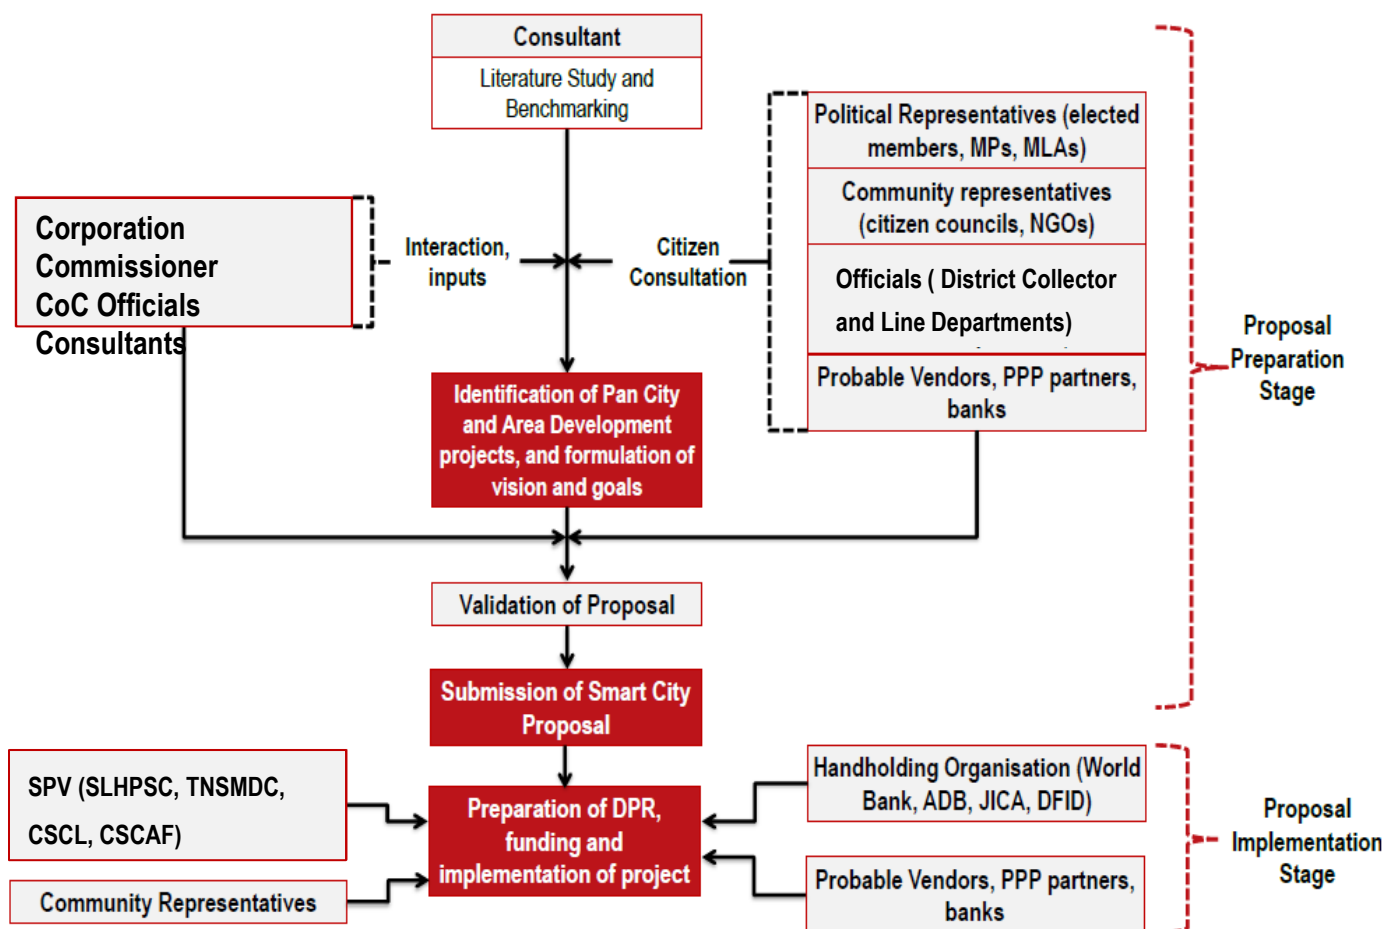 Consultant
Literature Study and
Benchmarking
Political Representatives (elected
members, MPs, MLAs)
Community representatives
(citizen councils, NGOs)
Officials ( District Collector
and Line Departments)
Probable Vendors, PPP partners,
banks
Corporation
Commissioner
CoC Officials
Consultants
Interaction,
inputs
Citizen
Consultation
Proposal
Preparation
Stage
Identification of Pan City
and Area Development
projects, and formulation of
vision and goals
Validation of Proposal
Submission of Smart City
Proposal
SPV (SLHPSC, TNSMDC,
CSCL, CSCAF)
Community Representatives
Preparation of DPR,
funding and
implementation of project
Handholding Organisation (World
Bank, ADB, JICA, DFID)
Probable Vendors, PPP partners,
banks
Proposal
Implementation
Stage